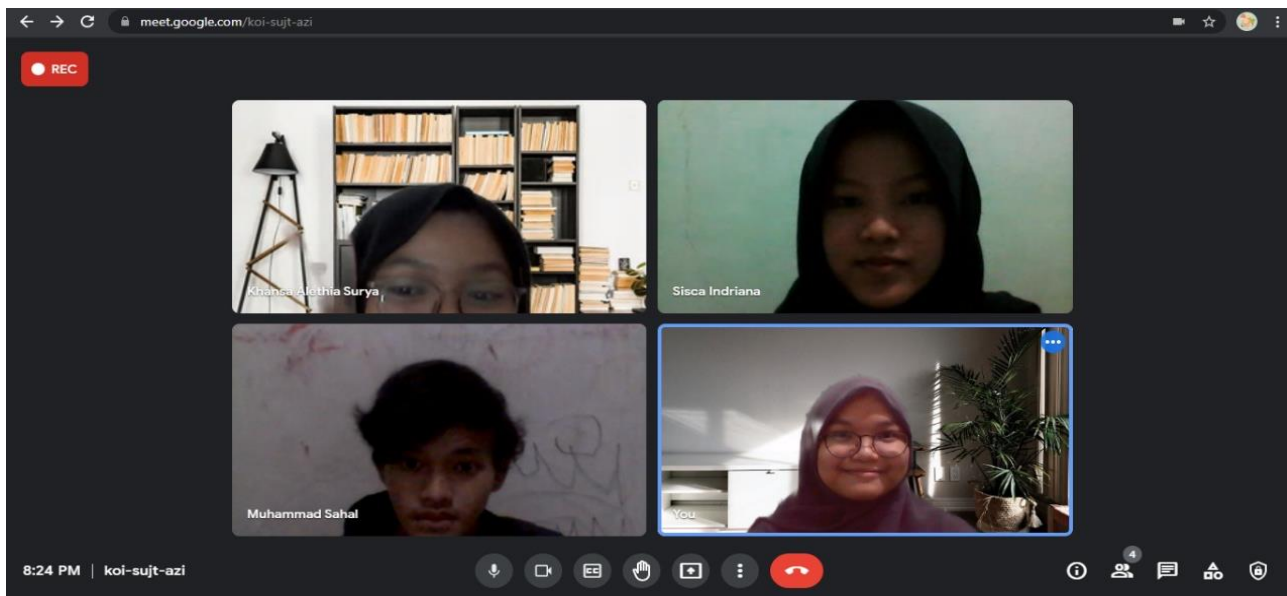 meet.google.com/koi-sujt-azi
REC
Khansa Alethia Surya
Sisca Indriana
Muhammad Sahal
You
8:24 PM | koi-sujt-azi
CC
4